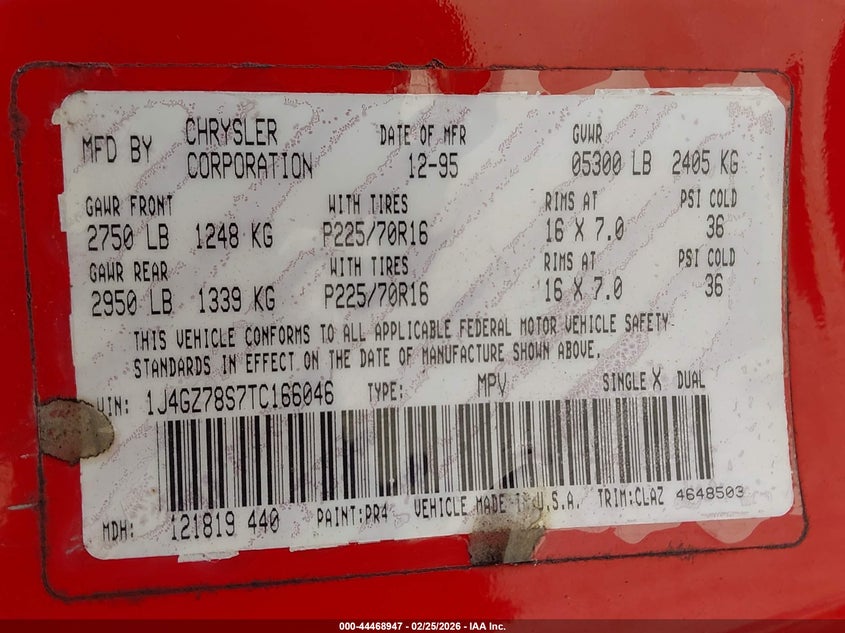 MFD BY CHRYSLER CORPORATION DATE OF MFR 12-95 GVWR 05300 LB 2405 KG
GAWR FRONT WITH TIRES RIMS AT PSI COLD
2750 LB 1248 KG P225/70R16 16 X 7.0 36
GAWR REAR WITH TIRES RIMS AT PSI COLD
2950 LB 1339 KG P225/70R16 16 X 7.0 36
THIS VEHICLE CONFORMS TO ALL APPLICABLE FEDERAL MOTOR VEHICLE SAFETY
STANDARDS IN EFFECT ON THE DATE OF MANUFACTURE SHOWN ABOVE.
VIN: 1J4GZ78S7TC166046 TYPE: MPV SINGLE X DUAL
MDH: 121819 440 PAINT:PR4 VEHICLE MADE IN U.S.A. TRIM:CLAZ 4648503
000-44468947 - 02/25/2026 - IAA Inc.